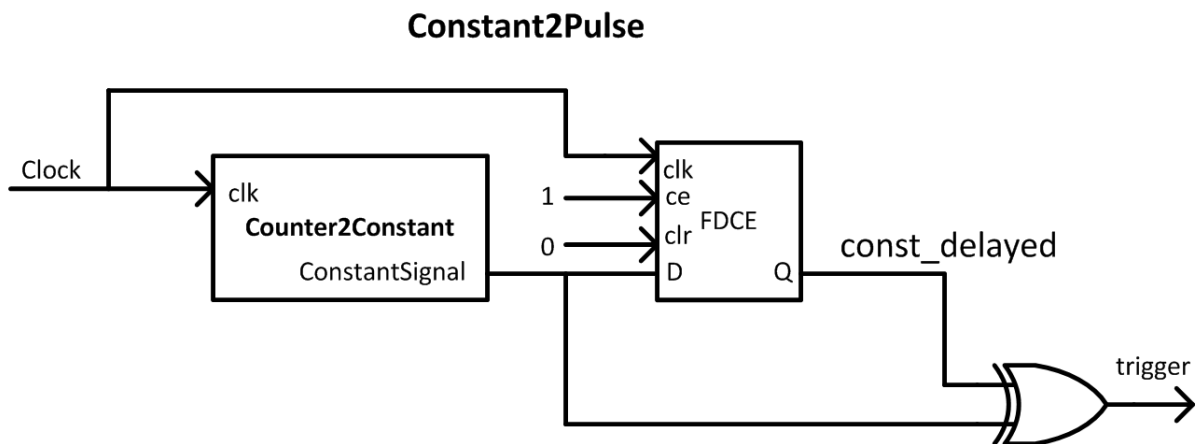 Constant2Pulse
Clock
clk
Counter2Constant
ConstantSignal
1
0
clk
ce
clr
FDCE
D
Q
const_delayed
trigger